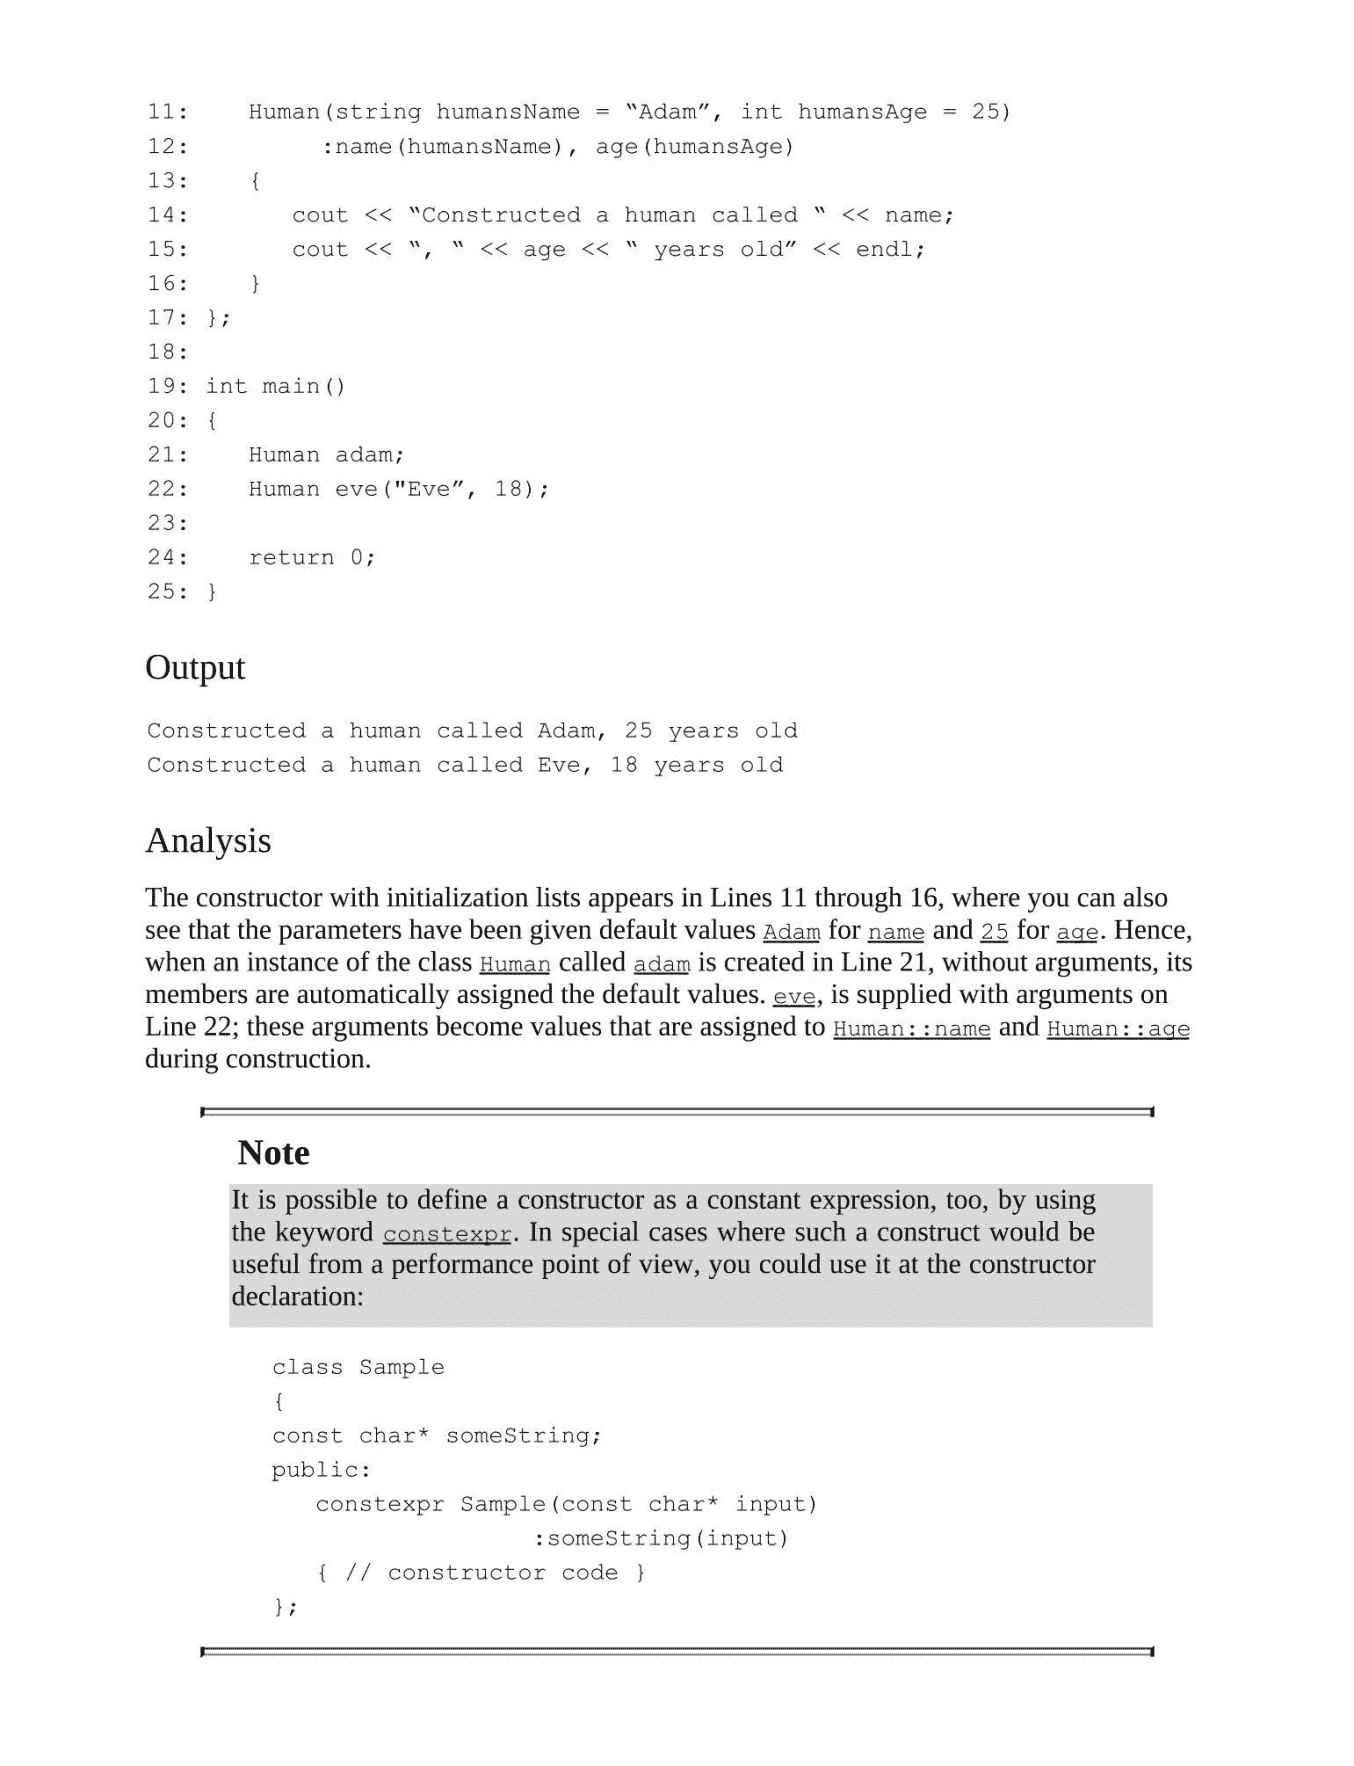 11:    Human(string humansName = “Adam”, int humansAge = 25)
12:         :name(humansName), age(humansAge)
13:    {
14:       cout << “Constructed a human called “ << name;
15:       cout << “, “ << age << “ years old” << endl;
16:    }
17: };
18:
19: int main()
20: {
21:    Human adam;
22:    Human eve("Eve”, 18);
23:
24:    return 0;
25: }
Output
Constructed a human called Adam, 25 years old
Constructed a human called Eve, 18 years old
Analysis
The constructor with initialization lists appears in Lines 11 through 16, where you can also
see that the parameters have been given default values Adam for name and 25 for age. Hence,
when an instance of the class Human called adam is created in Line 21, without arguments, its
members are automatically assigned the default values. eve, is supplied with arguments on
Line 22; these arguments become values that are assigned to Human::name and Human::age
during construction.
Note
It is possible to define a constructor as a constant expression, too, by using
the keyword constexpr. In special cases where such a construct would be
useful from a performance point of view, you could use it at the constructor
declaration:
class Sample
{
const char* someString;
public:
   constexpr Sample(const char* input)
                  :someString(input)
   { // constructor code }
};